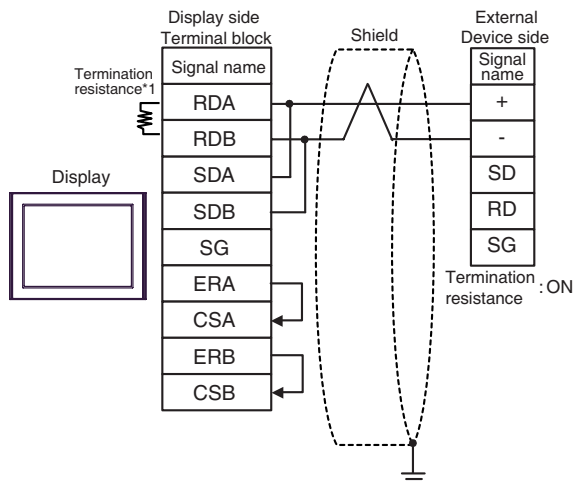 Display side
Terminal block
Signal name
RDA
RDB
SDA
SDB
SG
ERA
CSA
ERB
CSB
Termination
resistance*1
Display
Shield
External
Device side
Signal
name
+
-
SD
RD
SG
Termination
resistance
: ON